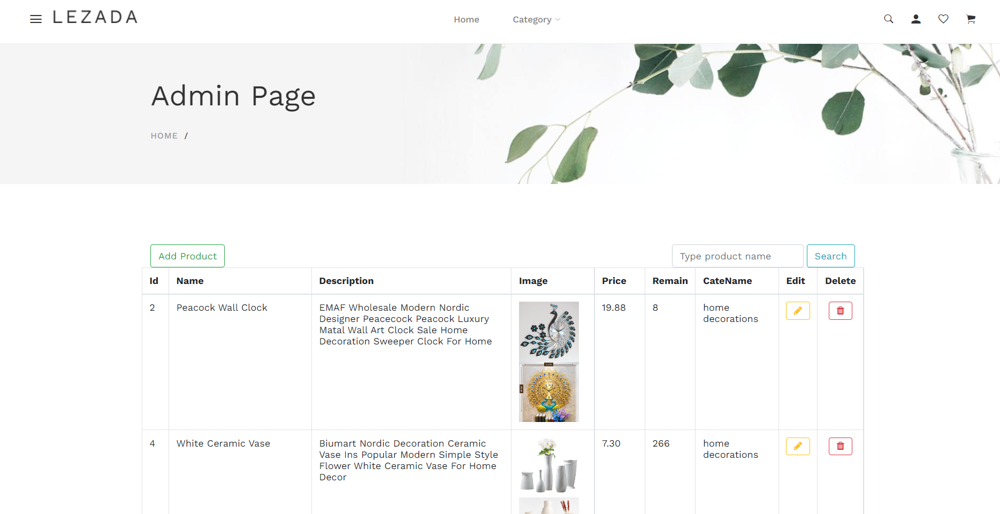 LEZADA
Home
Category
Admin Page
HOME /
Add Product
Type product name
Search
Id Name Description Image Price Remain CateName Edit Delete
2 Peacock Wall Clock EMAF Wholesale Modern Nordic 19.88 8 home
Designer Peacecock Peacock Luxury decorations
Matal Wall Art Clock Sale Home
Decoration Sweeper Clock For Home
4 White Ceramic Vase Biumart Nordic Decoration Ceramic 7.30 266 home
Vase Ins Popular Modern Simple Style decorations
Flower White Ceramic Vase For Home
Decor